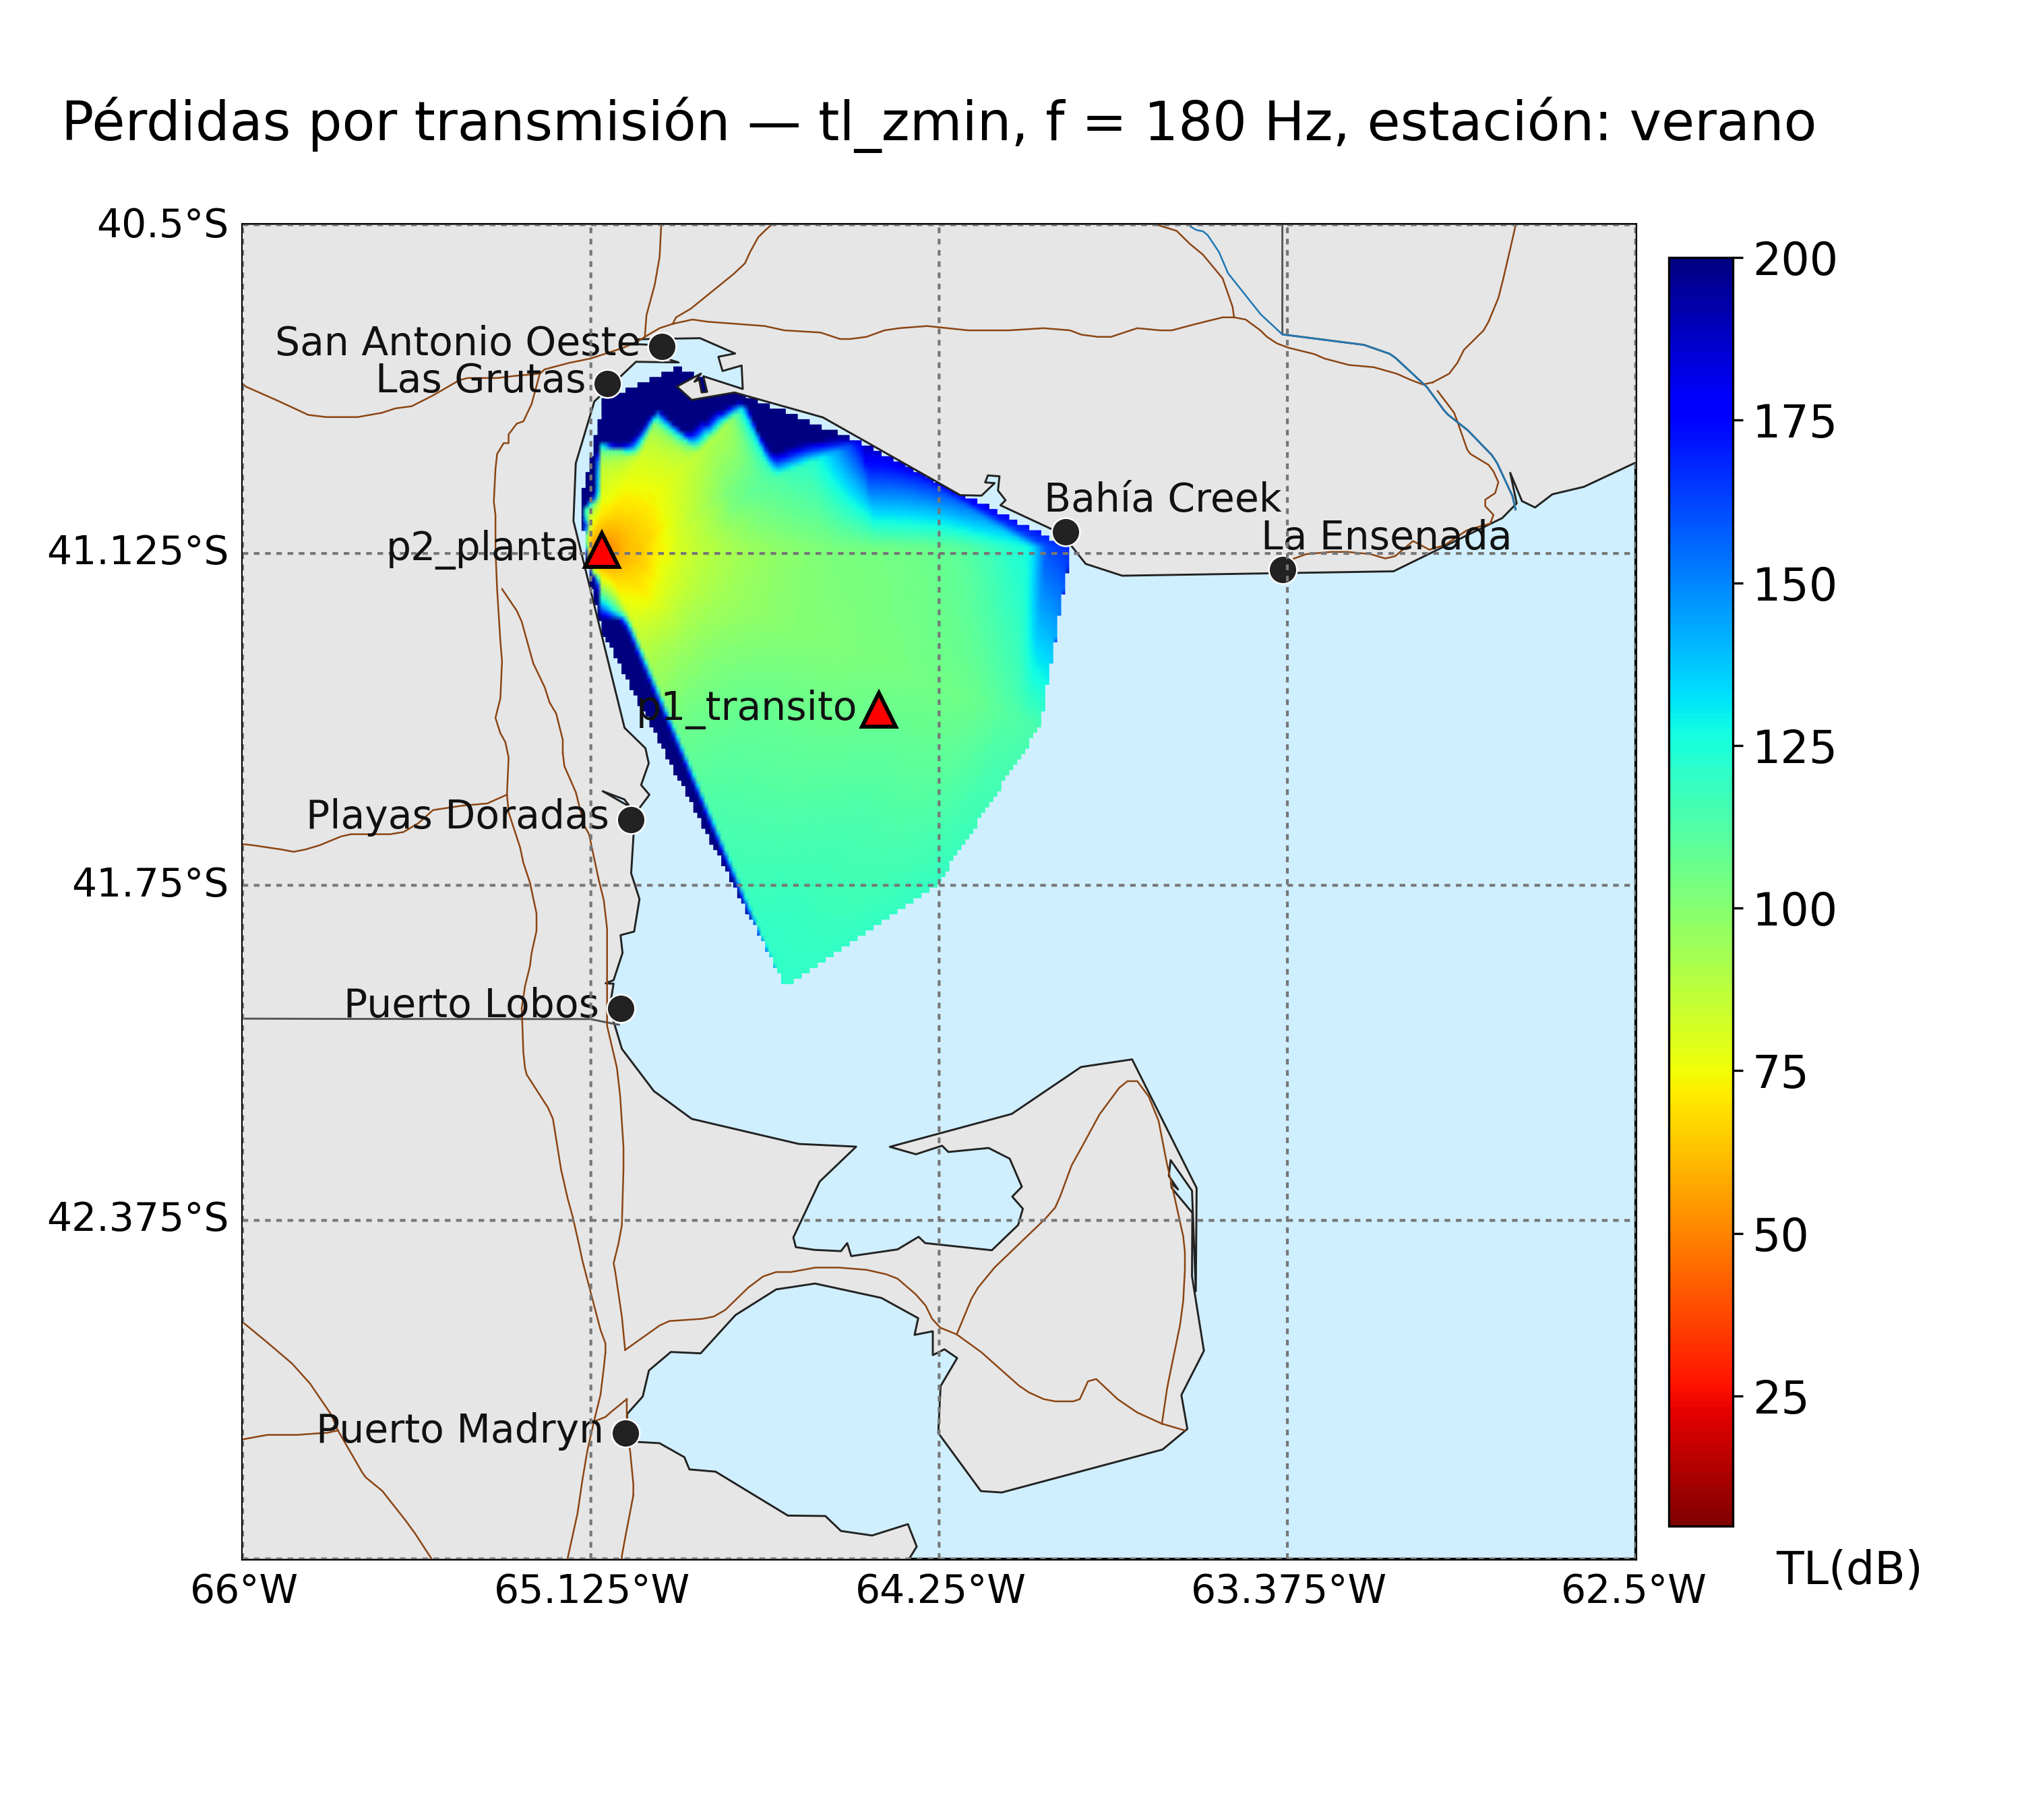 Pérdidas por transmisión — tl_zmin, f = 180 Hz, estación: verano
40.5°S
200
San Antonio Oeste
Las Grutas
175
Bahía Creek
La Ensenada
41.125°S
p2_planta
150
p1_transito
125
Playas Doradas
41.75°S
100
Puerto Lobos
75
42.375°S
50
25
Puerto Madryn
TL(dB)
66°W
65.125°W
64.25°W
63.375°W
62.5°W